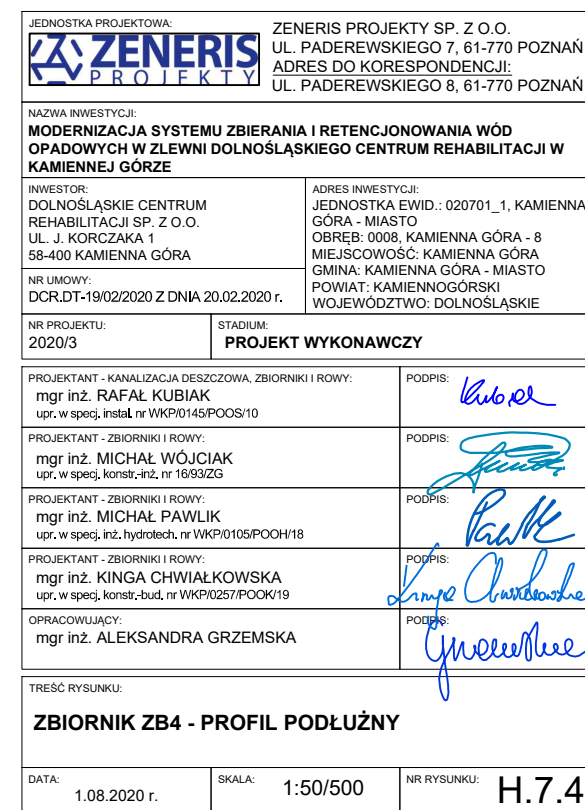 JEDNOSTKA PROJEKTOWA:
ZENERIS
PROJEKTY
ZENERIS PROJEKTY SP. Z O.O.
UL. PADEREWSKIEGO 7, 61-770 POZNAŃ
ADRES DO KORESPONDENCJI:
UL. PADEREWSKIEGO 8, 61-770 POZNAŃ
NAZWA INWESTYCJI:
MODERNIZACJA SYSTEMU ZBIERANIA I RETENCJONOWANIA WÓD
OPADOWYCH W ZLEWNI DOLNOŚLĄSKIEGO CENTRUM REHABILITACJI W
KAMIENNEJ GÓRZE
INWESTOR:
DOLNOŚLĄSKIE CENTRUM
REHABILITACJI SP. Z O.O.
UL. J. KORCZAKA 1
58-400 KAMIENNA GÓRA
NR UMOWY:
DCR.DT-19/02/2020 Z DNIA 20.02.2020 r.
ADRES INWESTYCJI:
JEDNOSTKA EWID.: 020701_1, KAMIENNA
GÓRA - MIASTO
OBRĘB: 0008, KAMIENNA GÓRA - 8
MIEJSCOWOŚĆ: KAMIENNA GÓRA
GMINA: KAMIENNA GÓRA - MIASTO
POWIAT: KAMIENNOGÓRSKI
WOJEWÓDZTWO: DOLNOŚLĄSKIE
NR PROJEKTU:
2020/3
STADIUM:
PROJEKT WYKONAWCZY
PROJEKTANT - KANALIZACJA DESZCZOWA, ZBIORNIKI I ROWY:
mgr inż. RAFAŁ KUBIAK
upr. w specj. instal. nr WKP/0145/POOS/10
PODPIS:
PROJEKTANT - ZBIORNIKI I ROWY:
mgr inż. MICHAŁ WÓJCIAK
upr. w specj. konstr.-inż. nr 16/93/ZG
PODPIS:
PROJEKTANT - ZBIORNIKI I ROWY:
mgr inż. MICHAŁ PAWLIK
upr. w specj. inż. hydrotech. nr WKP/0105/POOH/18
PODPIS:
PROJEKTANT - ZBIORNIKI I ROWY:
mgr inż. KINGA CHWIAŁKOWSKA
upr. w specj. konstr.-bud. nr WKP/0257/POOK/19
PODPIS:
OPRACOWUJĄCY:
mgr inż. ALEKSANDRA GRZEMSKA
PODPIS:
TREŚĆ RYSUNKU:
ZBIORNIK ZB4 - PROFIL PODŁUŻNY
DATA:
1.08.2020 r.
SKALA:
1:50/500
NR RYSUNKU:
H.7.4